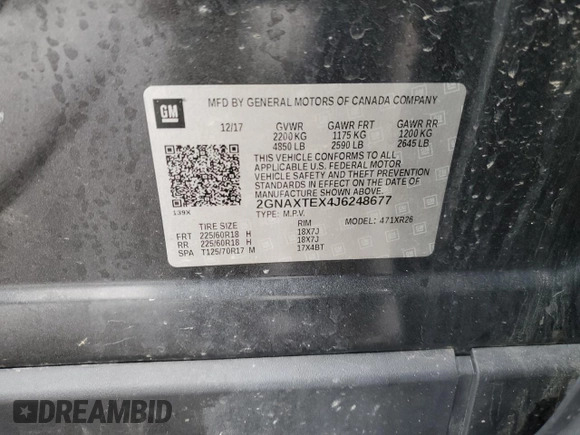 GM
MFD BY GENERAL MOTORS OF CANADA COMPANY
12/17 GVWR GAWR FRT GAWR RR
2200 KG 1175 KG 1200 KG
4850 LB 2590 LB 2645 LB
THIS VEHICLE CONFORMS TO ALL
APPLICABLE U.S. FEDERAL MOTOR
VEHICLE SAFETY AND THEFT PREVENTION
STANDARDS IN EFFECT ON THE DATE OF
MANUFACTURE SHOWN ABOVE.
2GNAXTEX4J6248677
TYPE: M.P.V. MODEL: 471XR26
139X
TIRE SIZE RIM
FRT 225/60R18 H 18X7J
RR 225/60R18 H 18X7J
SPA T125/70R17 M 17X4BT
DREAMBID